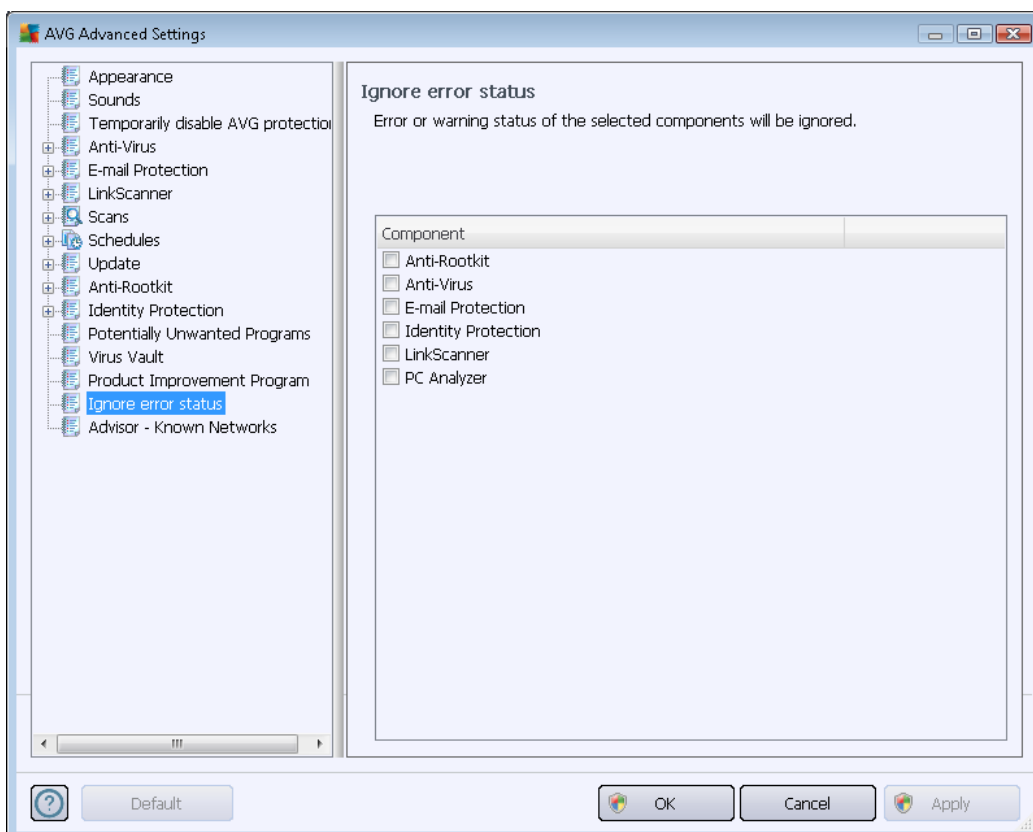 AVG Advanced Settings
Appearance
Sounds
Temporarily disable AVG protection
Anti-Virus
E-mail Protection
LinkScanner
Scans
Schedules
Update
Anti-Rootkit
Identity Protection
Potentially Unwanted Programs
Virus Vault
Product Improvement Program
Ignore error status
Advisor - Known Networks
Ignore error status
Error or warning status of the selected components will be ignored.
Component
Anti-Rootkit
Anti-Virus
E-mail Protection
Identity Protection
LinkScanner
PC Analyzer
Default
OK
Cancel
Apply